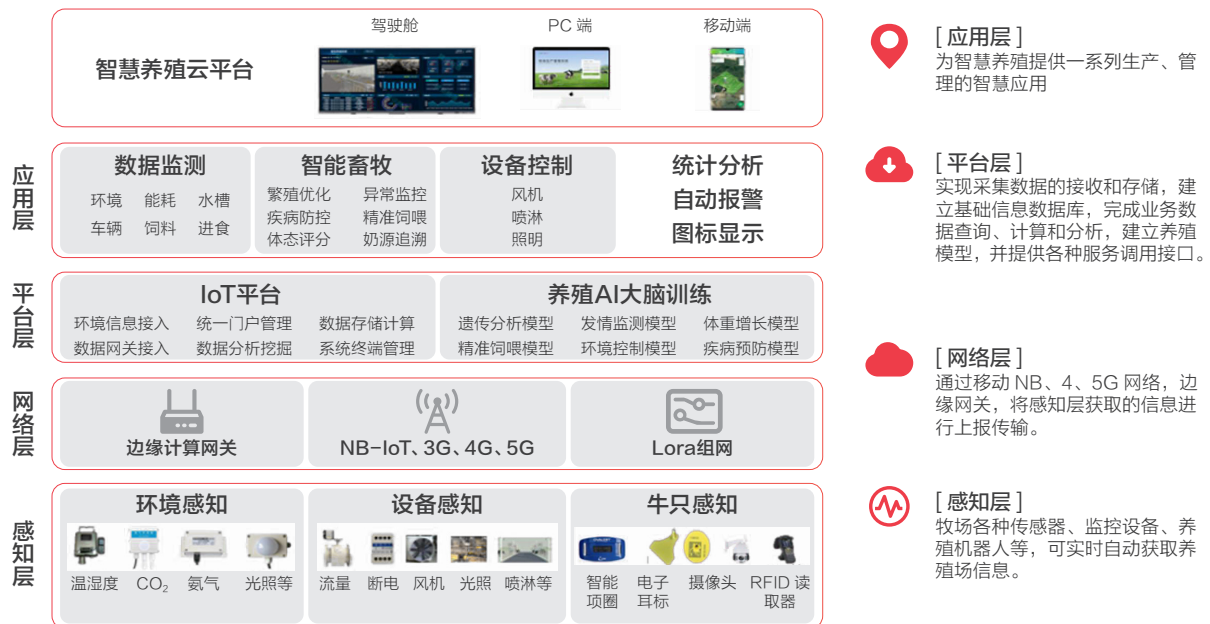 驾驶舱
PC 端
移动端
智慧养殖云平台
应用层
数据监测
环境 能耗 水槽
车辆 饲料 进食
智能畜牧
繁殖优化 异常监控
疾病防控 精准饲喂
体态评分 奶源追溯
设备控制
风机
喷淋
照明
统计分析
自动报警
图标显示
平台层
IoT平台
环境信息接入 统一门户管理 数据存储计算
数据网关接入 数据分析挖掘 系统终端管理
养殖AI大脑训练
遗传分析模型 发情监测模型 体重增长模型
精准饲喂模型 环境控制模型 疾病预防模型
网络层
边缘计算网关
NB-IoT、3G、4G、5G
Lora组网
感知层
环境感知
温湿度 CO₂ 氨气 光照等
设备感知
流量 断电 风机 光照 喷淋等
牛只感知
智能
项圈
电子
耳标
摄像头
RFID 读
取器
[ 应用层 ]
为智慧养殖提供一系列生产、管
理的智慧应用
[ 平台层 ]
实现采集数据的接收和存储，建
立基础信息数据库，完成业务数
据查询、计算和分析，建立养殖
模型，并提供各种服务调用接口。
[ 网络层 ]
通过移动 NB、4、5G 网络，边
缘网关，将感知层获取的信息进
行上报传输。
[ 感知层 ]
牧场各种传感器、监控设备、养
殖机器人等，可实时自动获取养
殖场信息。